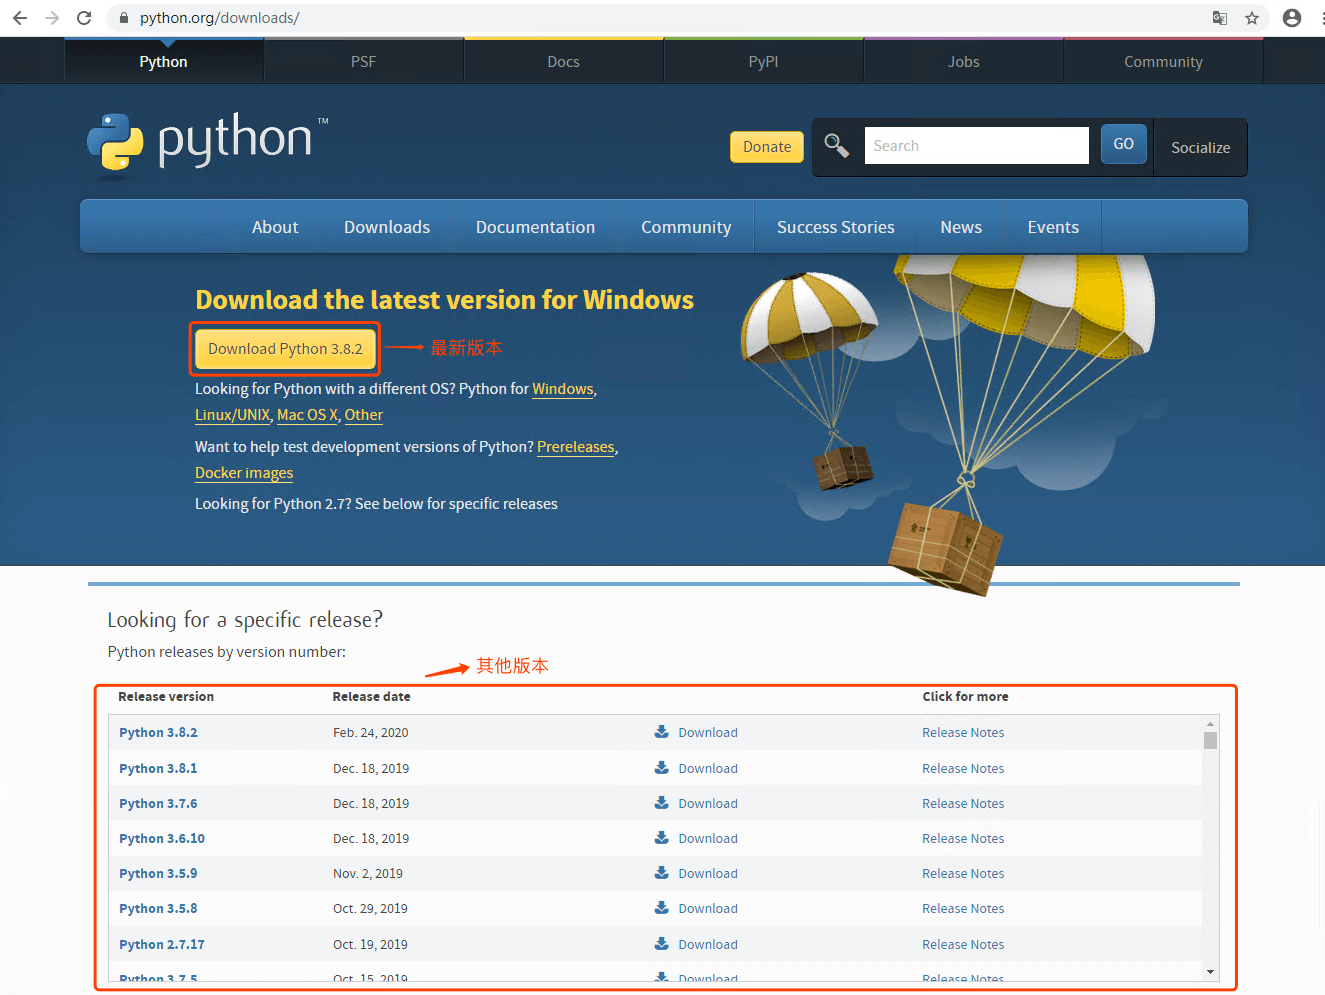 python.org/downloads/
Python PSF Docs PyPI Jobs Community
python™
Donate Search GO Socialize
About Downloads Documentation Community Success Stories News Events
Download the latest version for Windows
Download Python 3.8.2 最新版本
Looking for Python with a different OS? Python for Windows,
Linux/UNIX, Mac OS X, Other
Want to help test development versions of Python? Prereleases,
Docker images
Looking for Python 2.7? See below for specific releases
Looking for a specific release?
Python releases by version number:
其他版本
Release version Release date Click for more
Python 3.8.2 Feb. 24, 2020 Download Release Notes
Python 3.8.1 Dec. 18, 2019 Download Release Notes
Python 3.7.6 Dec. 18, 2019 Download Release Notes
Python 3.6.10 Dec. 18, 2019 Download Release Notes
Python 3.5.9 Nov. 2, 2019 Download Release Notes
Python 3.5.8 Oct. 29, 2019 Download Release Notes
Python 2.7.17 Oct. 19, 2019 Download Release Notes
Python 3.7.5 Oct. 15, 2019 Download Release Notes